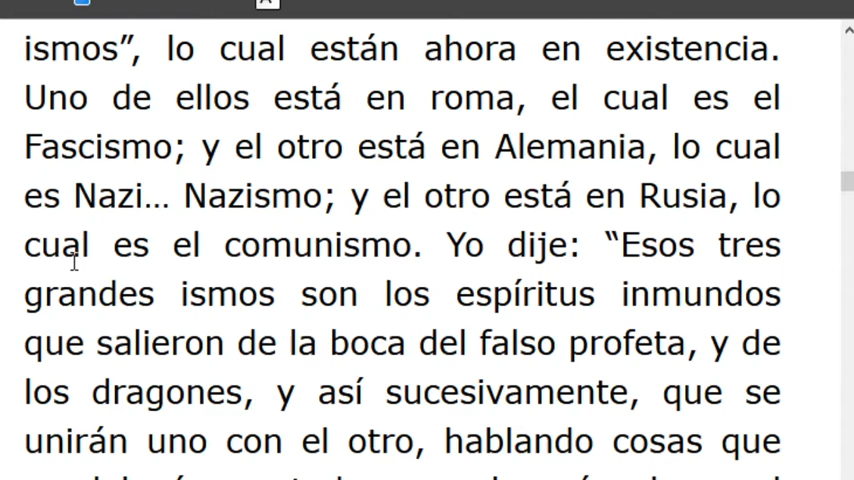 ismos”, lo cual están ahora en existencia.
Uno de ellos está en roma, el cual es el
Fascismo; y el otro está en Alemania, lo cual
es Nazi... Nazismo; y el otro está en Rusia, lo
cual es el comunismo. Yo dije: “Esos tres
grandes ismos son los espíritus inmundos
que salieron de la boca del falso profeta, y de
los dragones, y así sucesivamente, que se
unirán uno con el otro, hablando cosas que